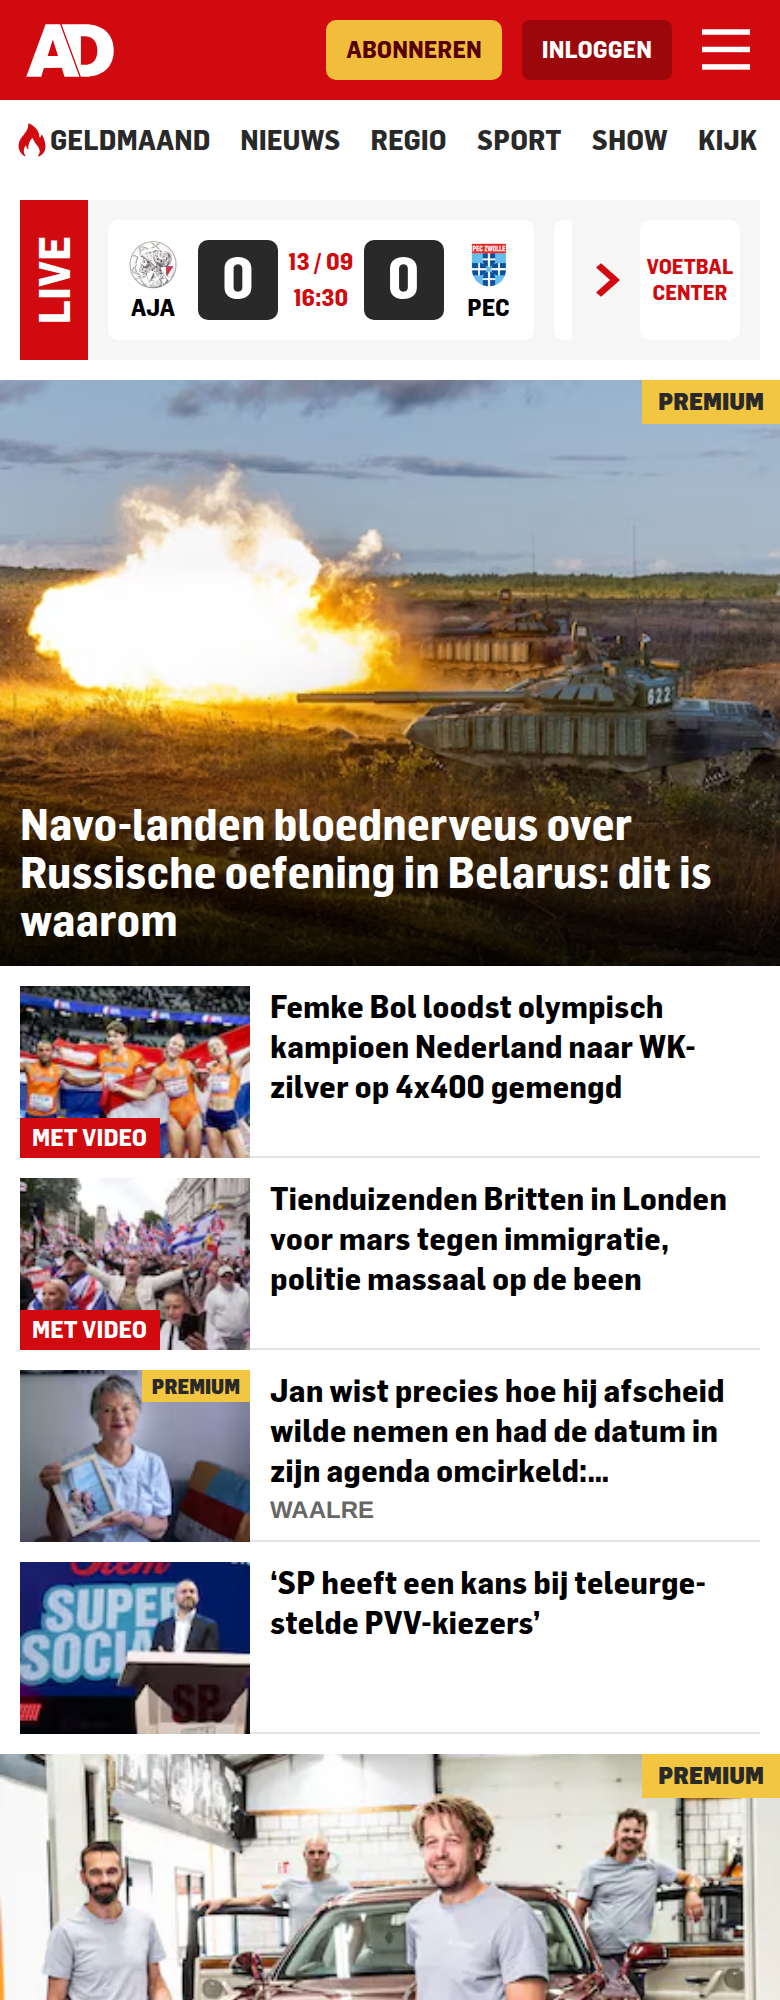 AD
ABONNEREN
INLOGGEN
GELDMAAND NIEUWS REGIO SPORT SHOW KIJK
LIVE
AJA
0
13 / 09
16:30
0
PEC ZWOLLE
PEC
VOETBAL
CENTER
PREMIUM
622
Navo-landen bloednerveus over
Russische oefening in Belarus: dit is
waarom
MET VIDEO
Femke Bol loodst olympisch
kampioen Nederland naar WK-
zilver op 4x400 gemengd
MET VIDEO
Tienduizenden Britten in Londen
voor mars tegen immigratie,
politie massaal op de been
PREMIUM
Jan wist precies hoe hij afscheid
wilde nemen en had de datum in
zijn agenda omcirkeld:...
WAALRE
Stem
SUPER
SOCIA
SP.
‘SP heeft een kans bij teleurge-
stelde PVV-kiezers’
PREMIUM